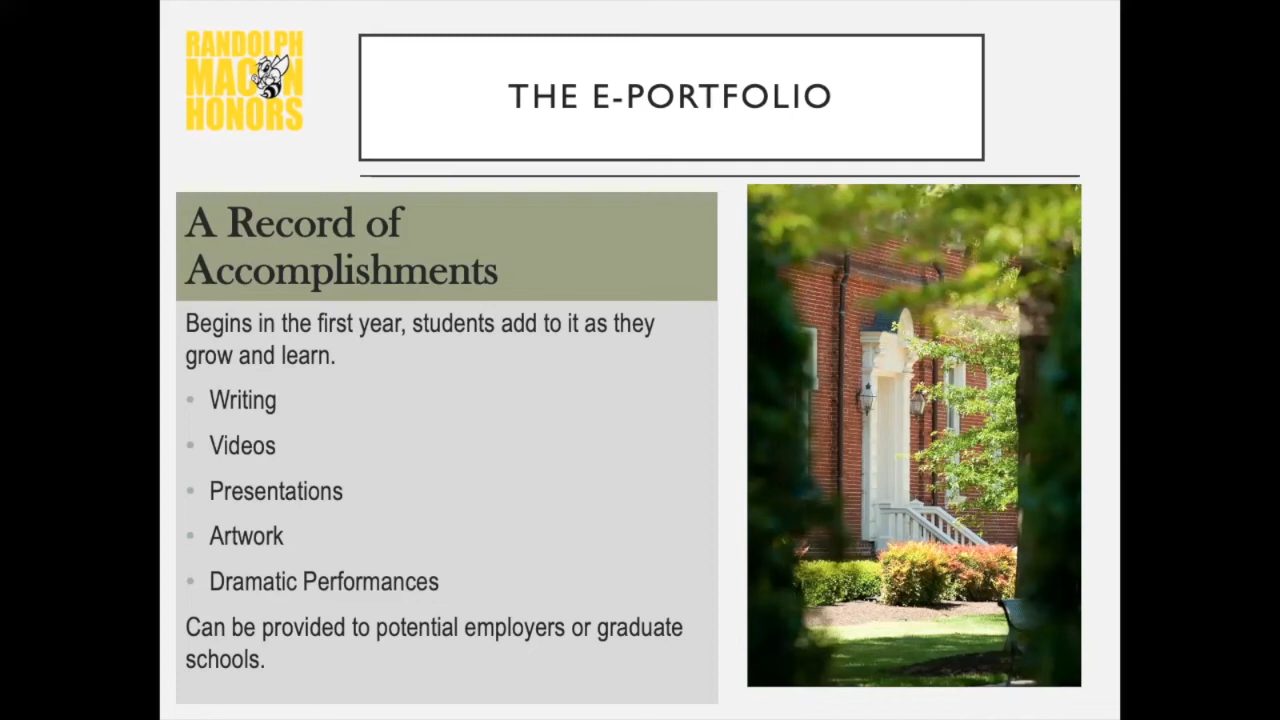 RANDOLPH
MACON
HONORS
THE E-PORTFOLIO
A Record of
Accomplishments
Begins in the first year, students add to it as they
grow and learn.
• Writing
• Videos
• Presentations
• Artwork
• Dramatic Performances
Can be provided to potential employers or graduate
schools.